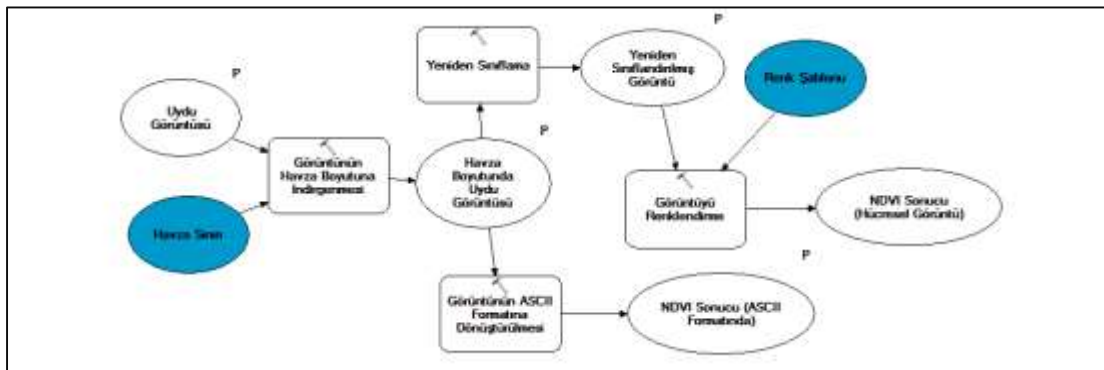 P
Uydu
Görüntüsü
Havza Sınırı
Görüntünün
Havza Boyutuna
İndirgenmesi
P
Havza
Boyutunda
Uydu
Görüntüsü
Yeniden Sınıflama
P
Yeniden
Sınıflandırılmış
Görüntü
Renk Şablonu
Görüntüyü
Renklendirme
NDVI Sonucu
(Hücresel Görüntü)
Görüntünün ASCII
Formatına
Dönüştürülmesi
P
NDVI Sonucu (ASCII
Formatında)